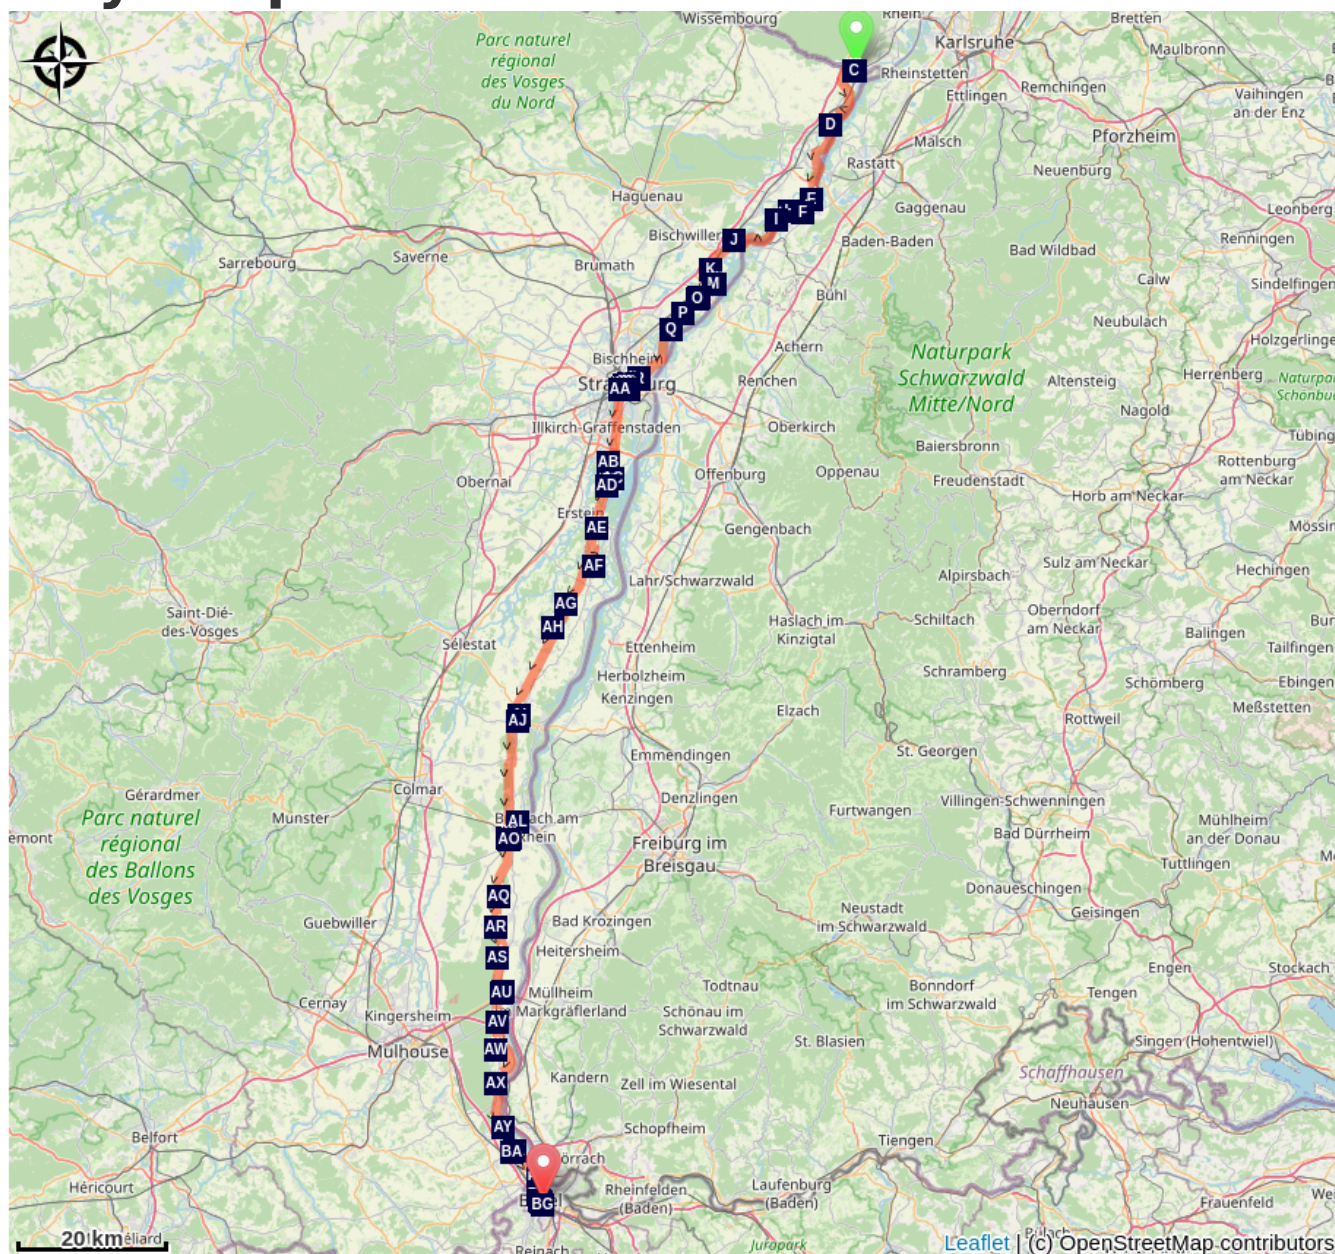 Wissembourg
Rhein
Bretten
Parc naturel
régional
des Vosges
du Nord
Karlsruhe
Maulbronn
C
Rheinstetten
Remchingen
Ettlingen
Vaihingen
an der Enz
D
Malsch
Pforzheim
Rastatt
Neuenburg
Haguenau
E
F
I
Gaggenau
Leonberg
Bischwiller
J
Baden-Baden
Bad Wildbad
Renningen
Sarrebourg
Saverne
Brumath
K
M
Calw
Sindelfingen
O
Bühl
P
Neubulach
Q
Holzgerlinge
Achern
Bischheim
Naturpark
Schwarzwald
Mitte/Nord
Herrenberg
R
AA
Renchen
Altensteig
Nagold
Illkirch-Graffenstaden
Oberkirch
Baiersbronn
AB
Offenburg
Oppenau
Rottenburg
am Neckar
Obernai
AD
Freudenstadt
Horb am Neckar
Erstein
AE
Gengenbach
AF
Sulz am Neckar
Hechingen
Lahr/Schwarzwald
Alpirsbach
AG
Saint-Dié-
des-Vosges
Oberndorf
am Neckar
AH
Haslach im
Kinzigtal
Schiltach
Balingen
Sélestat
Ettenheim
Tailfingen
Herbolzheim
Schramberg
Kenzingen
Schömberg
Ebingen
AJ
Elzach
Rottweil
Meßstetten
St. Georgen
Emmendingen
Gérardmer
Colmar
Denzlingen
Villingen-Schwenningen
Parc naturel
régional
des Ballons
des Vosges
Munster
AL
Furtwangen
Mühlheim
an der Donau
AO
Freiburg im
Breisgau
Bad Dürrheim
Tuttlingen
AQ
Donaueschingen
Guebwiller
AR
Bad Krozingen
Neustadt
im Schwarzwald
Geisingen
Heitersheim
AS
Engen
Stockach
AU
Müllheim
Markgräflerland
Todtnau
Bonndorf
im Schwarzwald
Tengen
Cernay
Kingersheim
AV
Schönau im
Schwarzwald
Singen (Hohentwiel)
Mulhouse
AW
St. Blasien
Schaffhausen
Kandern
Zell im Wiesental
AX
Neuhausen
AY
Schopfheim
Belfort
BA
Tiengen
Héricourt
Rheinfelden
(Baden)
Laufenburg
(Baden)
BG
Frauenfeld
20 km
Reinach
Jurapark
Leaflet | (c) OpenStreetMap contributors